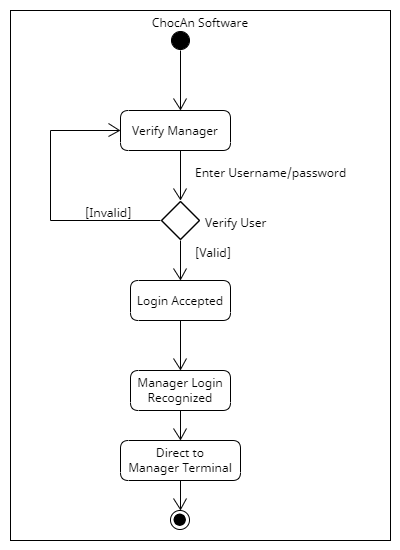 ChocAn Software
Verify Manager
Enter Username/password
[Invalid]
Verify User
[Valid]
Login Accepted
Manager Login
Recognized
Direct to
Manager Terminal